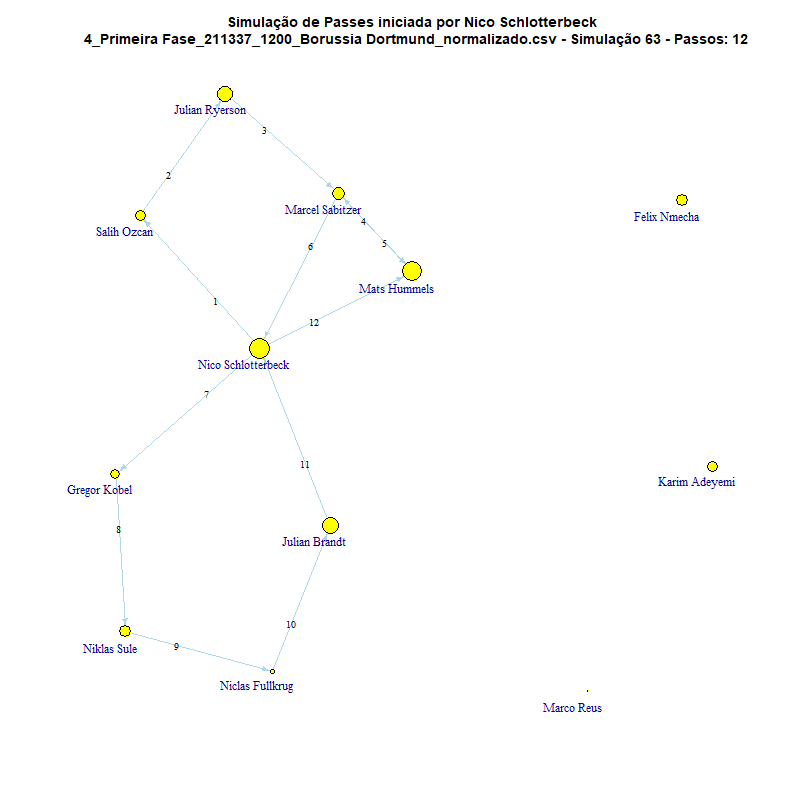 Simulação de Passes iniciada por Nico Schlotterbeck
4_Primeira Fase_211337_1200_Borussia Dortmund_normalizado.csv - Simulação 63 - Passos: 12
Julian Ryerson
3
2
Marcel Sabitzer
Felix Nmecha
4
Salih Ozcan
5
6
Mats Hummels
1
12
Nico Schlotterbeck
7
11
Karim Adeyemi
Gregor Kobel
8
Julian Brandt
10
9
Niklas Sule
Niclas Fullkrug
Marco Reus